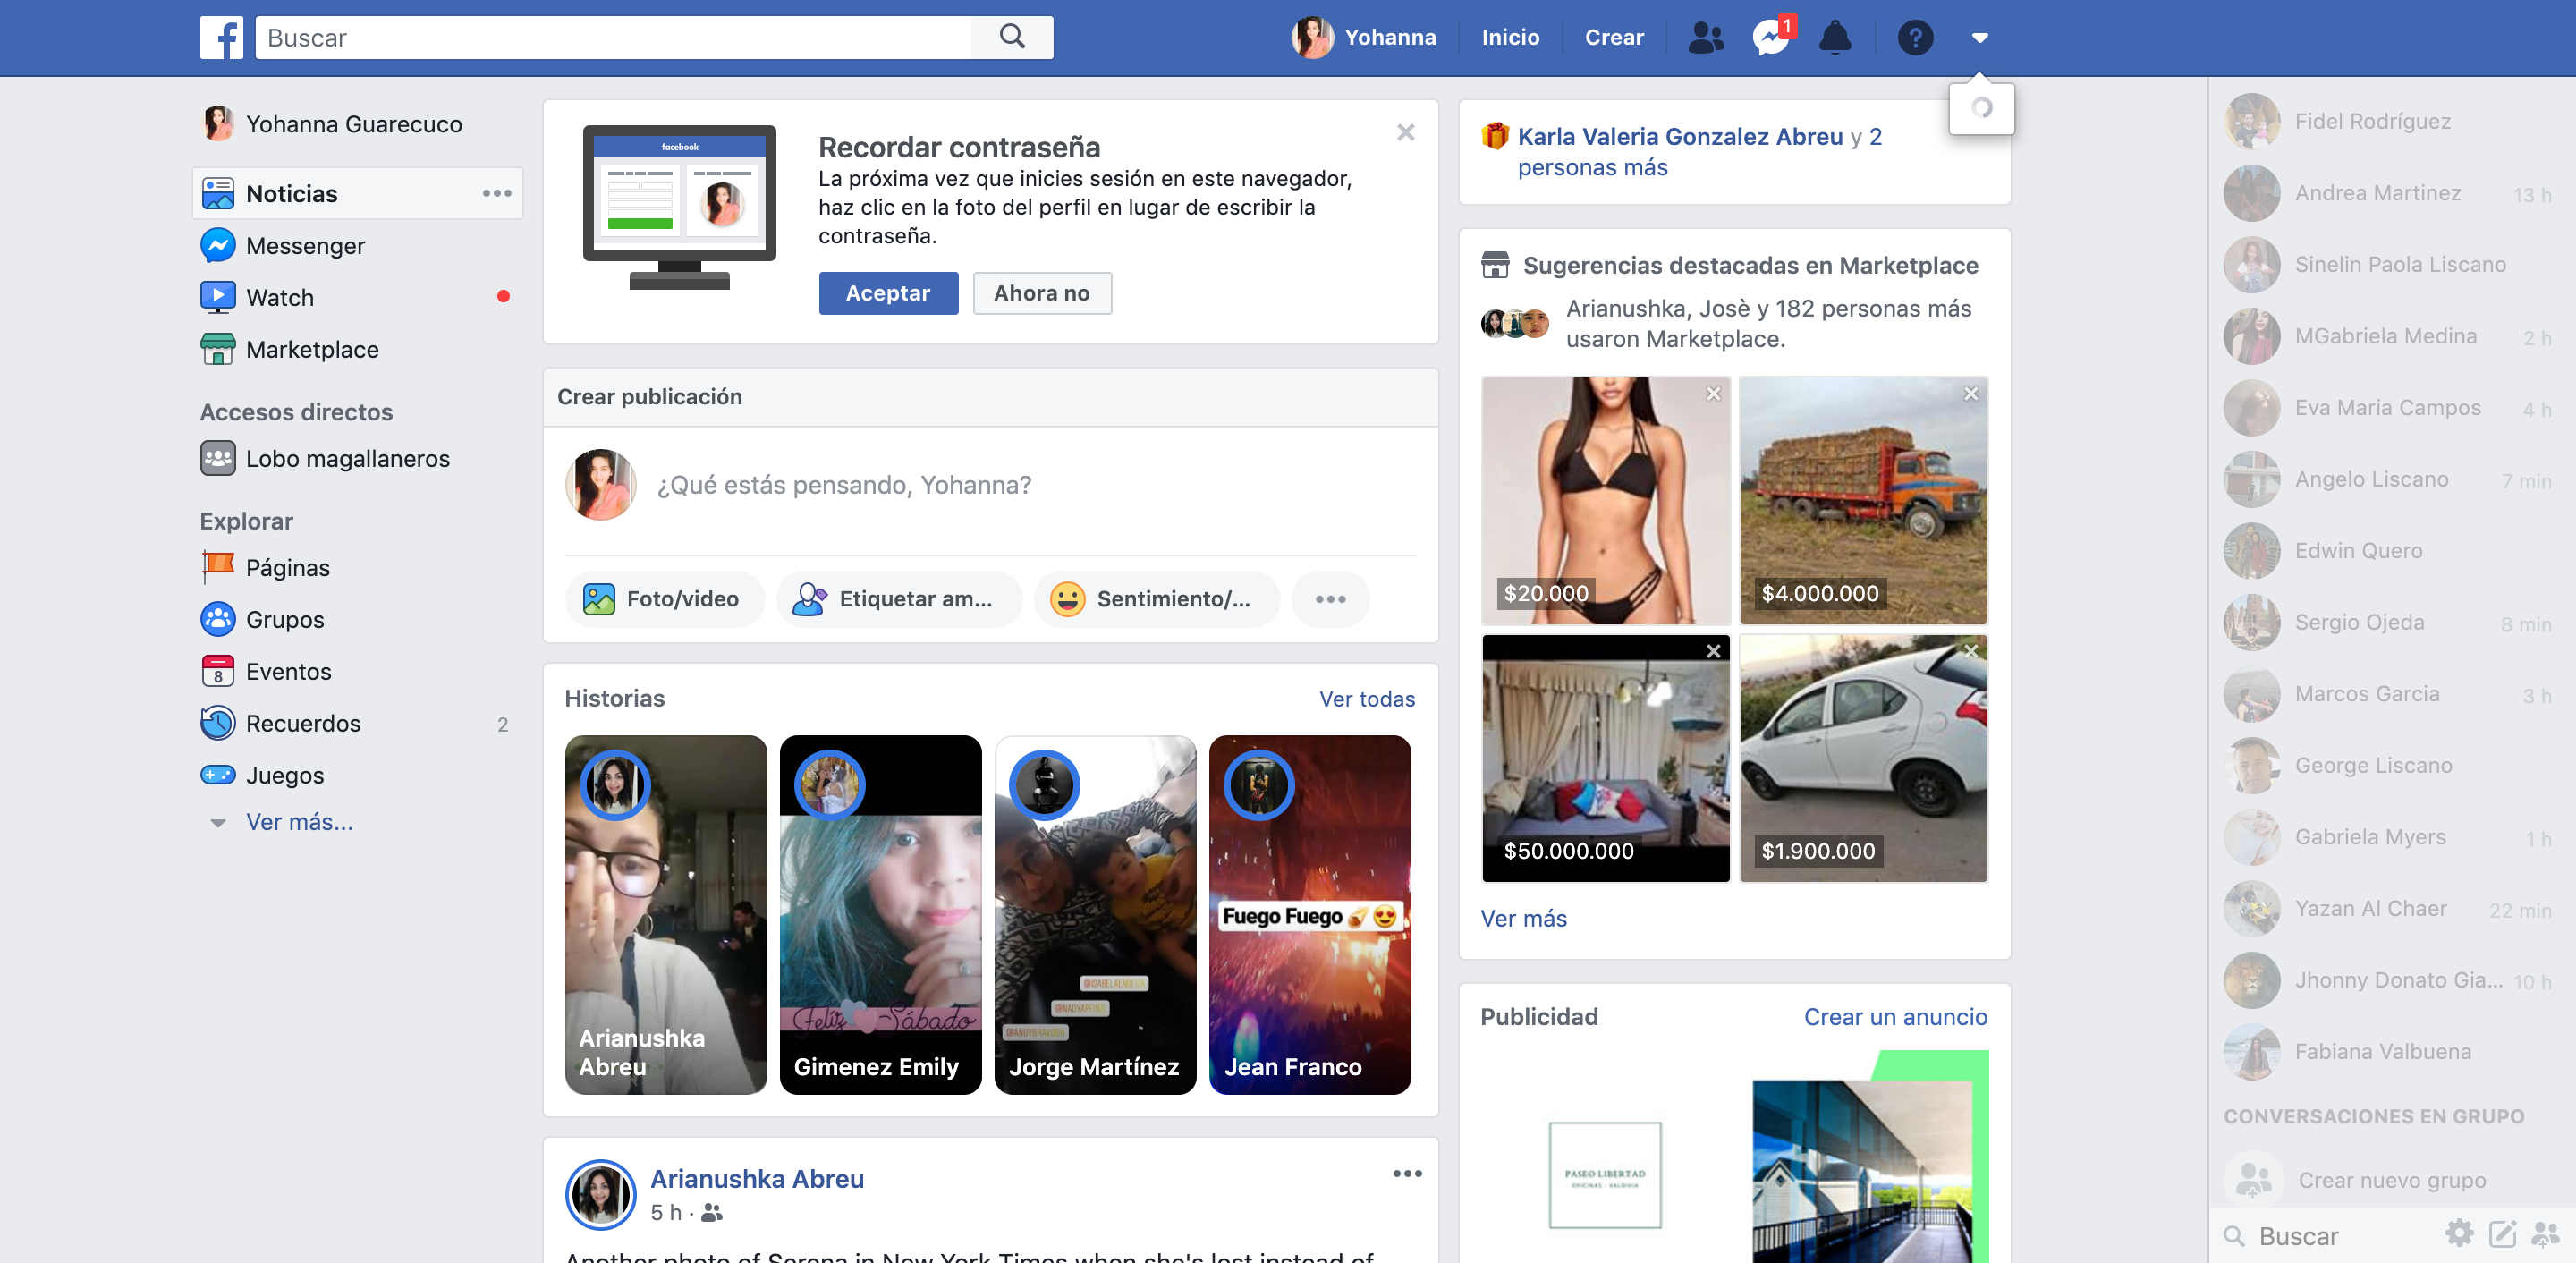 Buscar
Yohanna
Inicio
Crear
1
Yohanna Guarecuco
Noticias
Messenger
Watch
Marketplace
Accesos directos
Lobo magallaneros
Explorar
Páginas
Grupos
8
Eventos
Recuerdos 2
Juegos
Ver más...
facebook
Recordar contraseña
La próxima vez que inicies sesión en este navegador,
haz clic en la foto del perfil en lugar de escribir la
contraseña.
Aceptar
Ahora no
Crear publicación
¿Qué estás pensando, Yohanna?
Foto/video
Etiquetar am...
Sentimiento/...
Historias
Ver todas
Arianushka
Abreu
Feliz Sábado
Gimenez Emily
@ISABELAENDEIZA
Jorge Martínez
Fuego Fuego
Jean Franco
Arianushka Abreu
5 h ·
Another photo of Serena in New York Times when she's lost instead of
Karla Valeria Gonzalez Abreu y 2
personas más
Sugerencias destacadas en Marketplace
Arianushka, Josè y 182 personas más
usaron Marketplace.
$20.000
$4.000.000
$50.000.000
$1.900.000
Ver más
Publicidad
Crear un anuncio
PASEO LIBERTAD
OFICINAS - VALDIVIA
Fidel Rodríguez
Andrea Martinez 13 h
Sinelin Paola Liscano
MGabriela Medina 2 h
Eva Maria Campos 4 h
Angelo Liscano 7 min
Edwin Quero
Sergio Ojeda 8 min
Marcos Garcia 3 h
George Liscano
Gabriela Myers 1 h
Yazan Al Chaer 22 min
Jhonny Donato Gia... 10 h
Fabiana Valbuena
CONVERSACIONES EN GRUPO
Crear nuevo grupo
Buscar